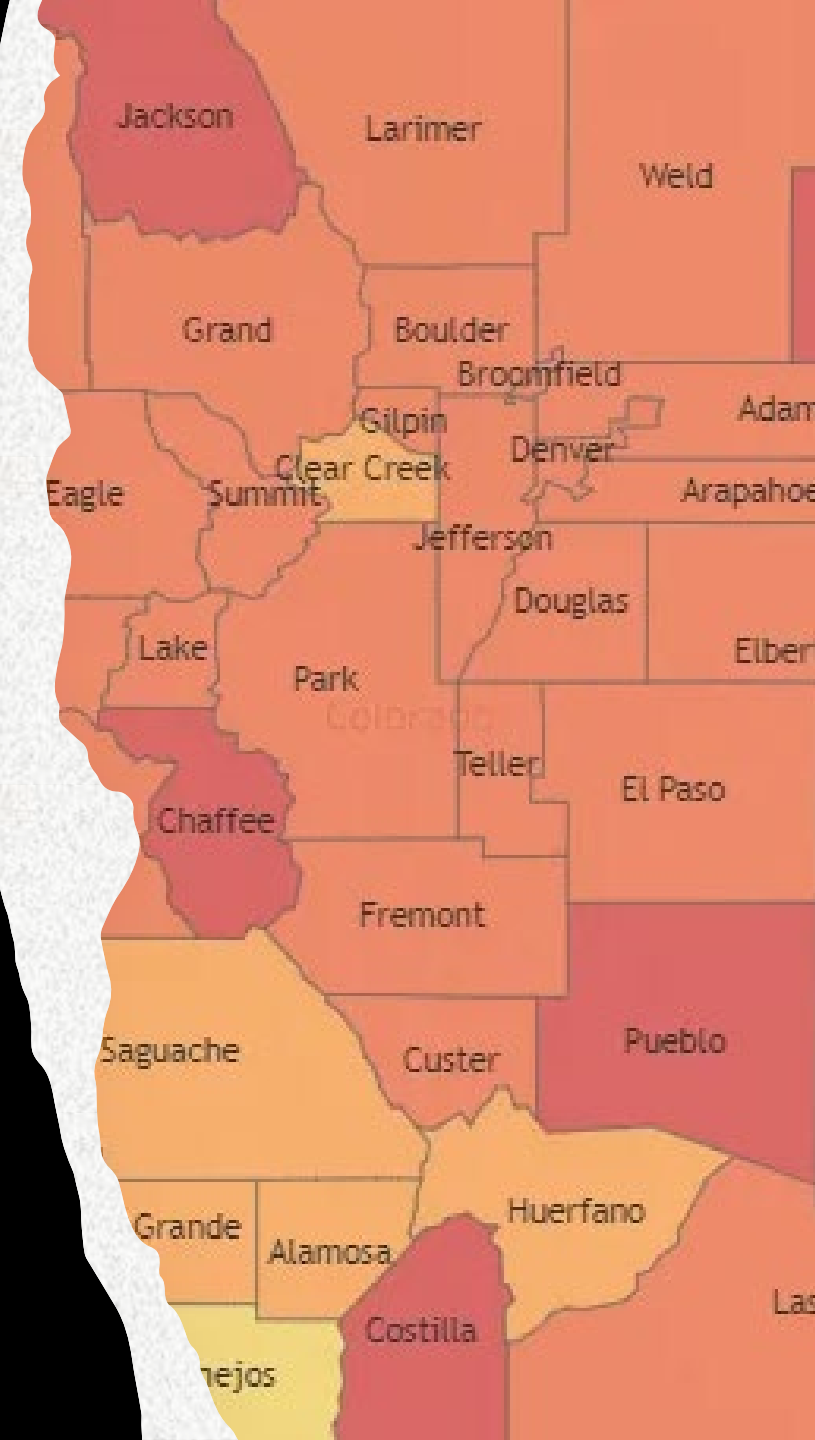 Jackson
Larimer
Weld
Grand
Boulder
Broomfield
Adam
Gilpin
Denver
Clear Creek
Eagle
Summit
Arapahoe
Jefferson
Douglas
Lake
Elber
Park
Colorado
Teller
El Paso
Chaffee
Fremont
Pueblo
Saguache
Custer
Huerfano
Grande
Alamosa
Las
Costilla
nejos